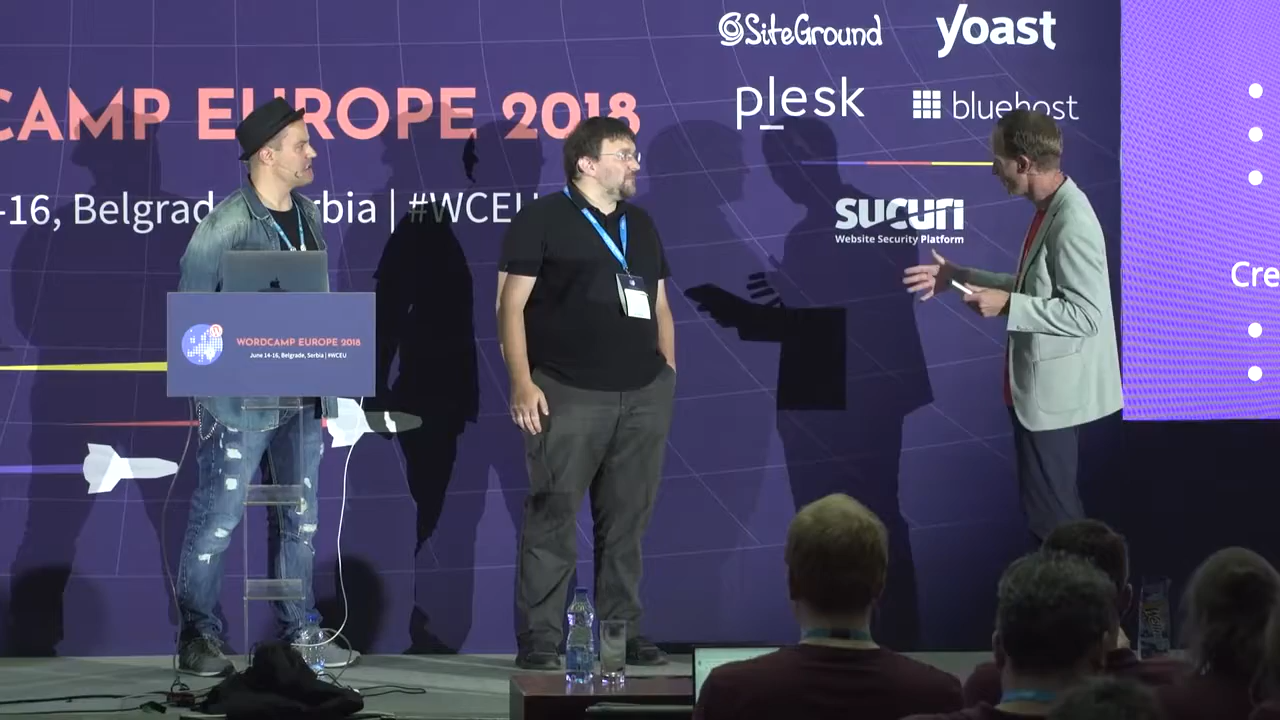 CAMP EUROPE 2018
-16, Belgrad rbia | #WCEU
SiteGround
yoast
plesk
bluehost
sucuri
Website Security Platform
WORDCAMP EUROPE 2018
June 14-16, Belgrade, Serbia | #WCEU
Cre